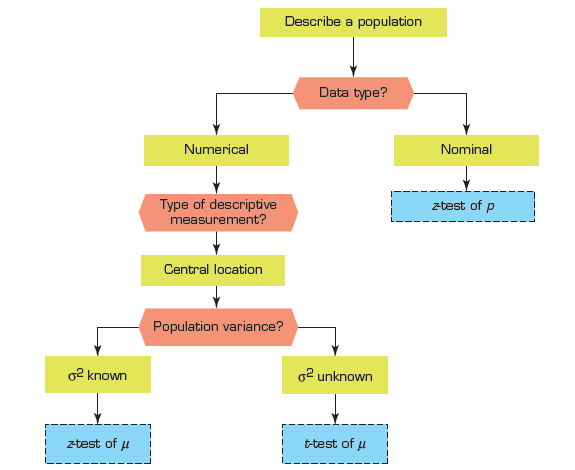 Describe a population
Data type?
Numerical
Nominal
Type of descriptive
measurement?
z-test of p
Central location
Population variance?
σ² known
σ² unknown
z-test of μ
t-test of μ